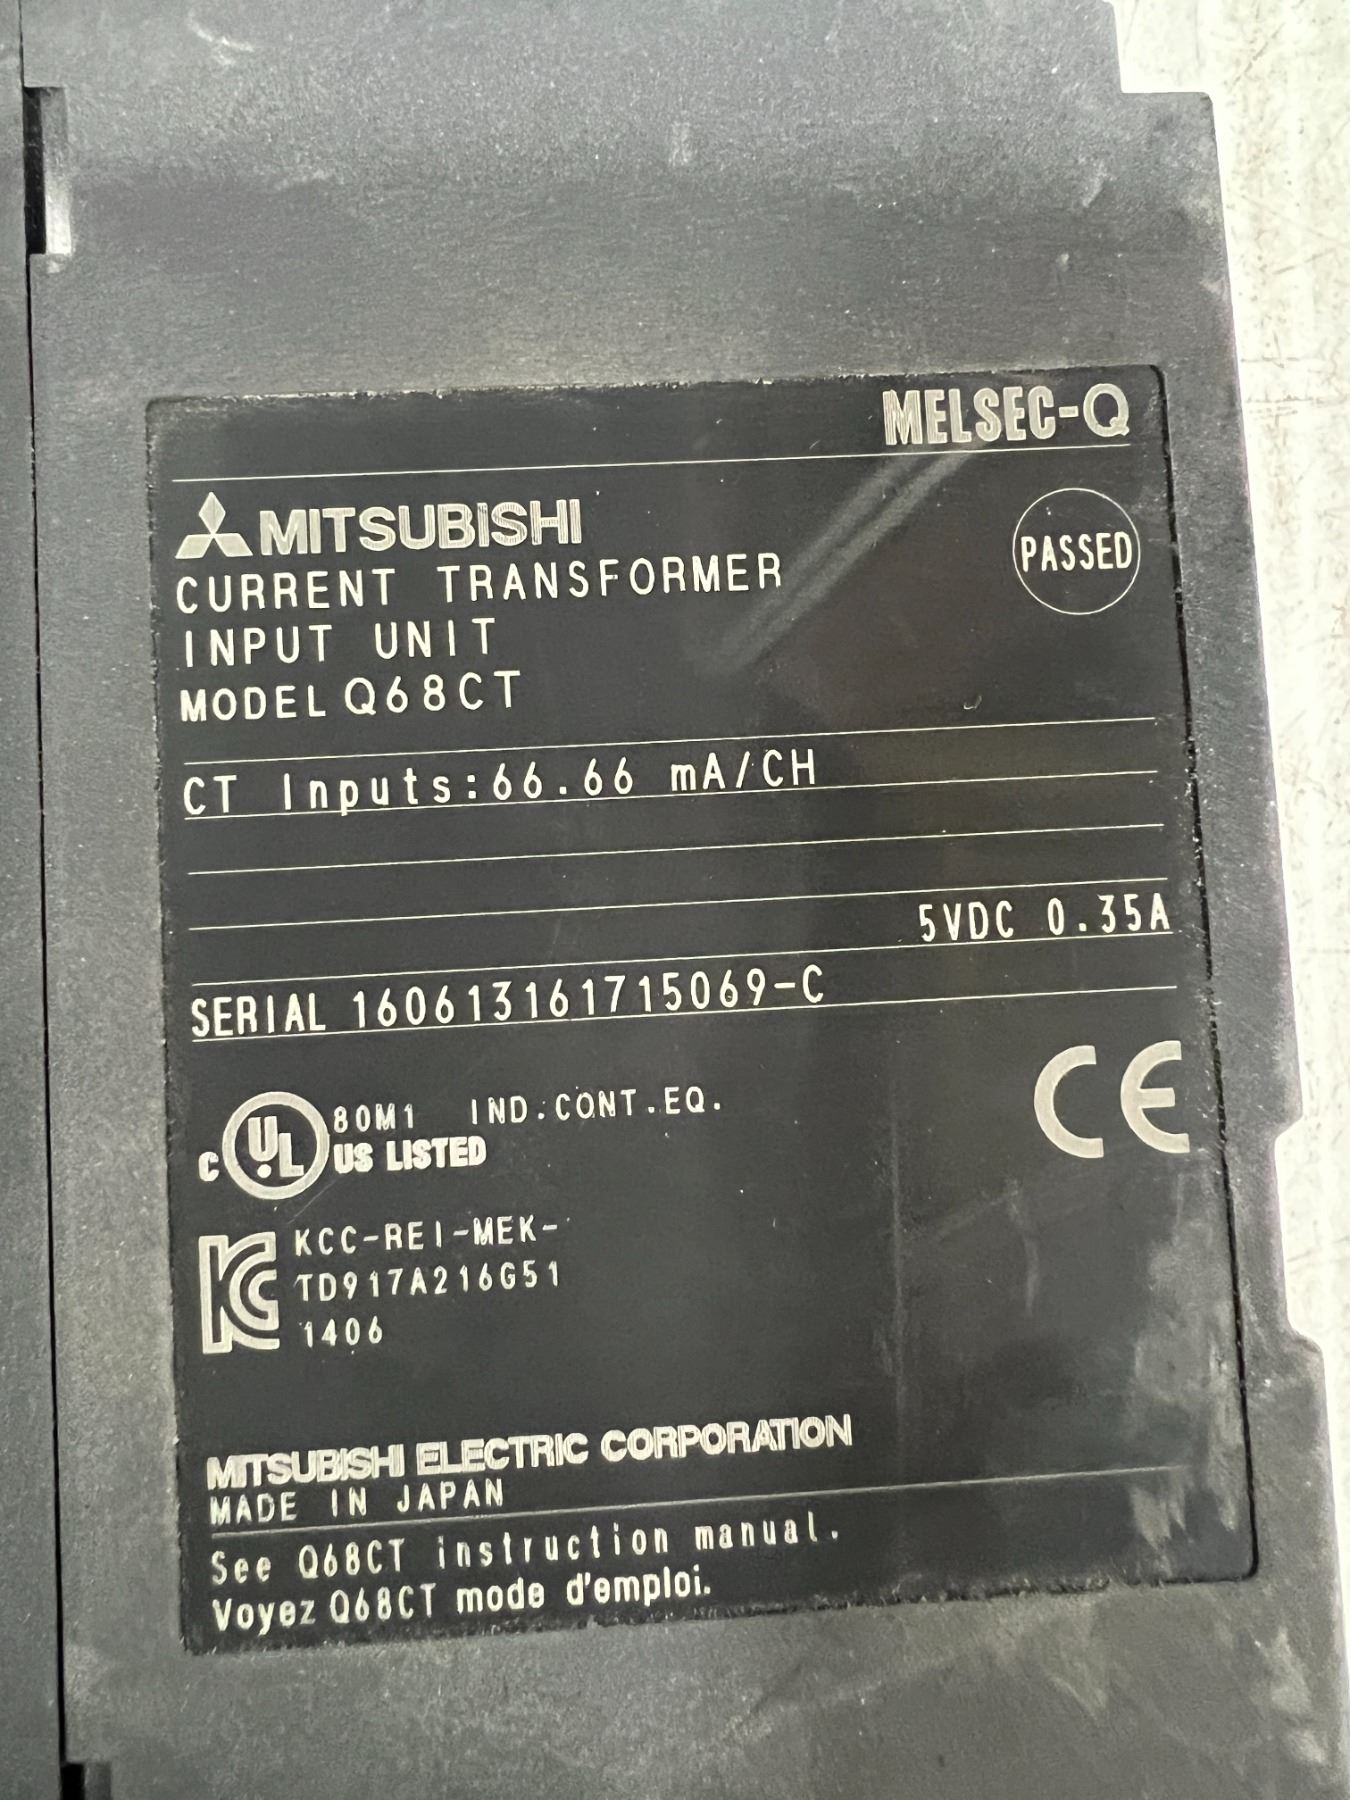 MELSEC-Q
MITSUBISHI
PASSED
CURRENT TRANSFORMER
INPUT UNIT
MODEL Q68CT
CT Inputs:66.66 mA/CH
5VDC 0.35A
SERIAL 160613161715069-C
CE
C UL 80M1 IND.CONT.EQ.
US LISTED
KCC-REI-MEK-
TD917A216G51
1406
MITSUBISHI ELECTRIC CORPORATION
MADE IN JAPAN
See Q68CT instruction manual.
Voyez Q68CT mode d'emploi.